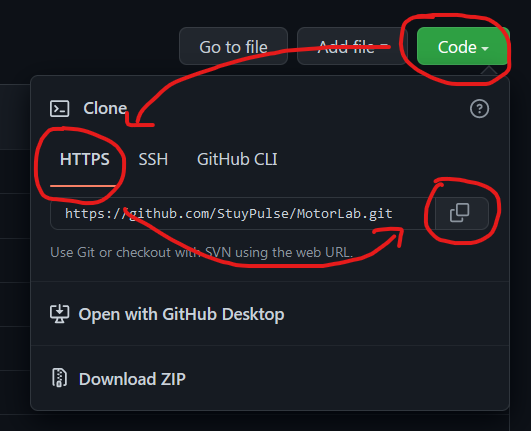 Go to file Add file Code
Clone
HTTPS SSH GitHub CLI
https://github.com/StuyPulse/MotorLab.git
Use Git or checkout with SVN using the web URL.
Open with GitHub Desktop
Download ZIP